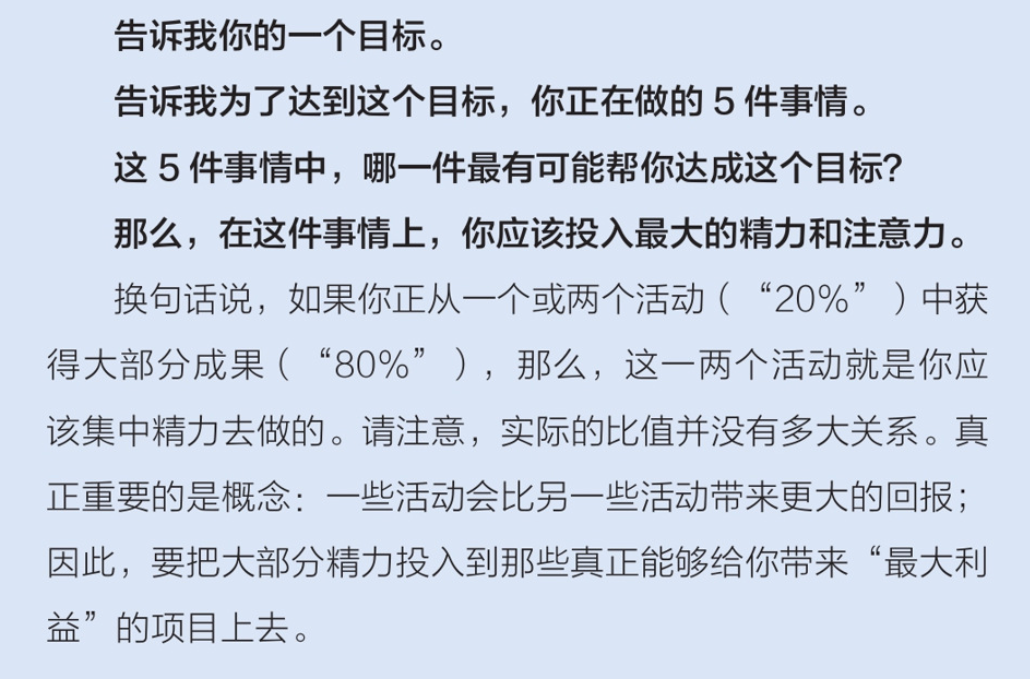 告诉我你的一个目标。
告诉我为了达到这个目标，你正在做的 5 件事情。
这 5 件事情中，哪一件最有可能帮你达成这个目标？
那么，在这件事情上，你应该投入最大的精力和注意力。
换句话说，如果你正从一个或两个活动（“20%”）中获
得大部分成果（“80%”），那么，这一两个活动就是你应
该集中精力去做的。请注意，实际的比值并没有多大关系。真
正重要的是概念：一些活动会比另一些活动带来更大的回报；
因此，要把大部分精力投入到那些真正能够给你带来“最大利
益”的项目上去。